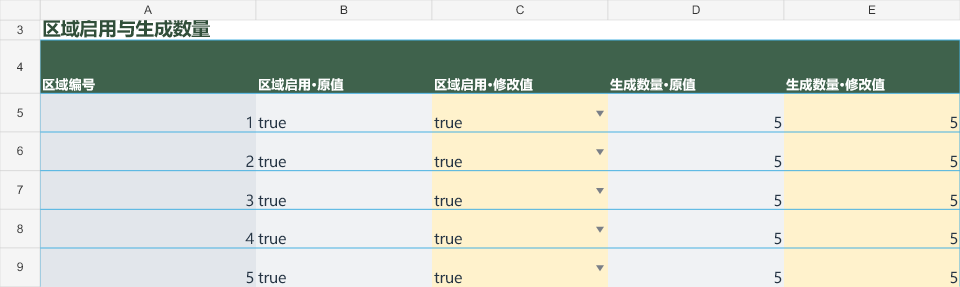 A B C D E
3 区域启用与生成数量
4 区域编号 区域启用·原值 区域启用·修改值 生成数量·原值 生成数量·修改值
5 1 true true 5 5
6 2 true true 5 5
7 3 true true 5 5
8 4 true true 5 5
9 5 true true 5 5